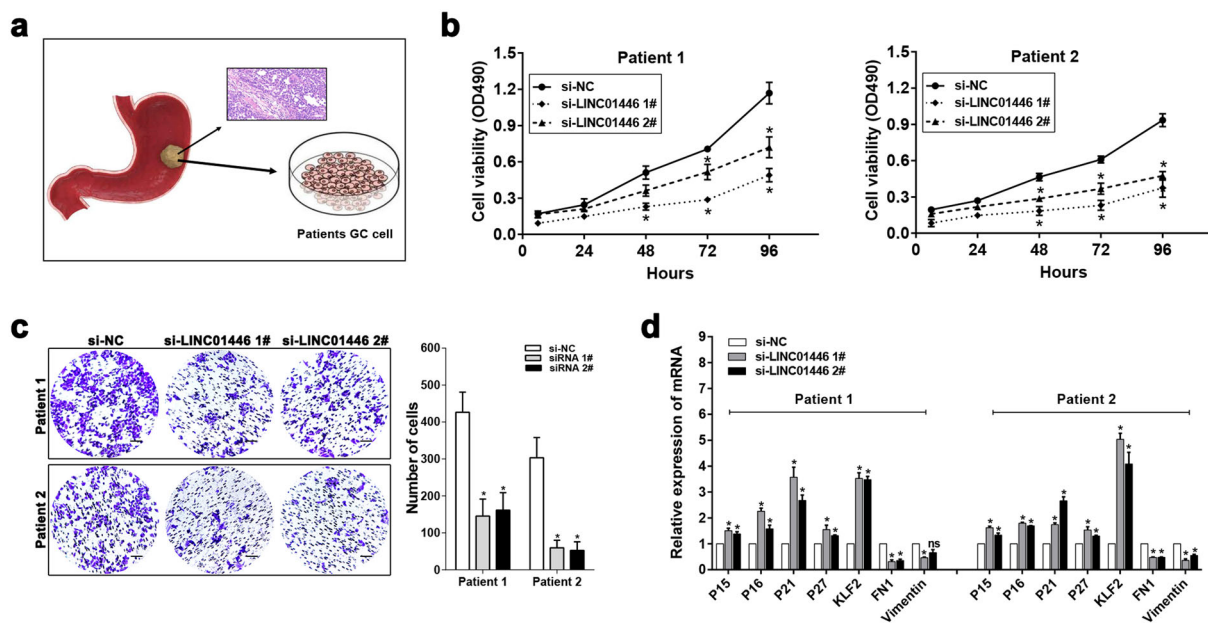 a
Patients GC cell
b
Patient 1
Cell viability (OD490)
1.5
1.2
0.9
0.6
0.3
0.0
si-NC
si-LINC01446 1#
si-LINC01446 2#
* * * * *
0 24 48 72 96
Hours
Patient 2
Cell viability (OD490)
1.5
1.2
0.9
0.6
0.3
0.0
si-NC
si-LINC01446 1#
si-LINC01446 2#
* * * * * *
0 24 48 72 96
Hours
c
si-NC si-LINC01446 1# si-LINC01446 2#
Patient 1
Patient 2
Number of cells
600
500
400
300
200
100
0
si-NC
siRNA 1#
siRNA 2#
* * * *
Patient 1 Patient 2
d
Relative expression of mRNA
9
8
7
6
5
4
3
2
1
0
si-NC
si-LINC01446 1#
si-LINC01446 2#
Patient 1 Patient 2
* * * * * * * * * * * * * ns * * * * * * * * * * * * * *
P15 P16 P21 P27 KLF2 FN1 Vimentin P15 P16 P21 P27 KLF2 FN1 Vimentin